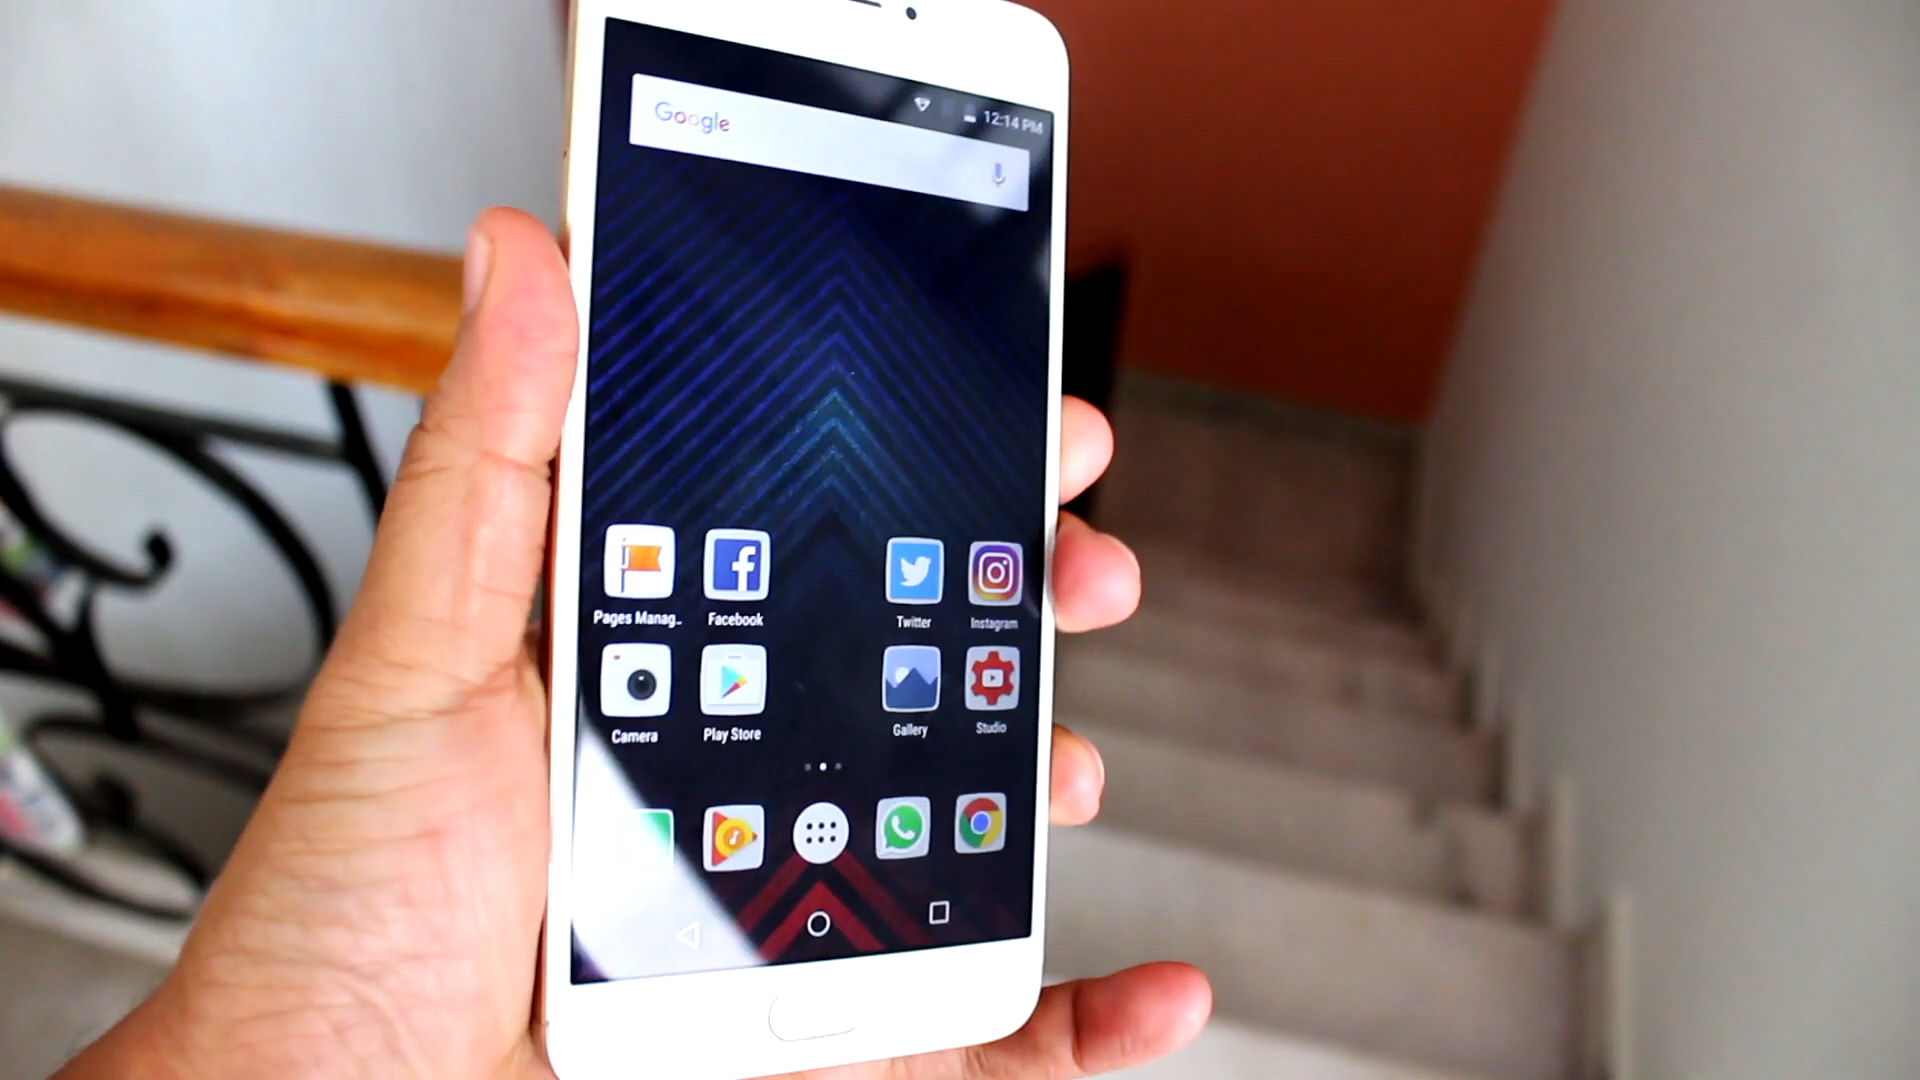 12:14 PM
Google
Pages Manag..
Facebook
Twitter
Instagram
Camera
Play Store
Gallery
Studio